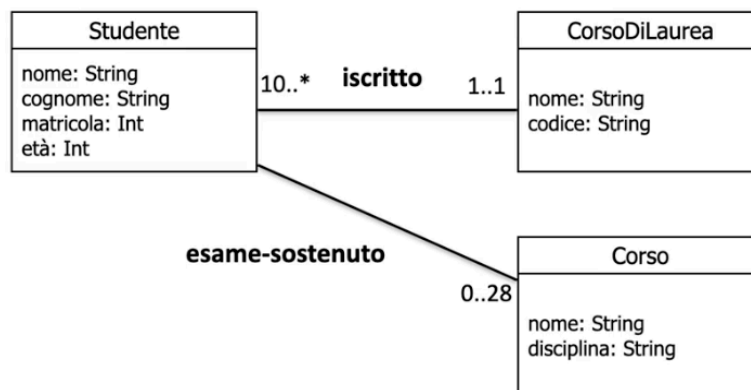 Studente
nome: String
cognome: String
matricola: Int
età: Int
10..*
iscritto
1..1
CorsoDiLaurea
nome: String
codice: String
esame-sostenuto
0..28
Corso
nome: String
disciplina: String